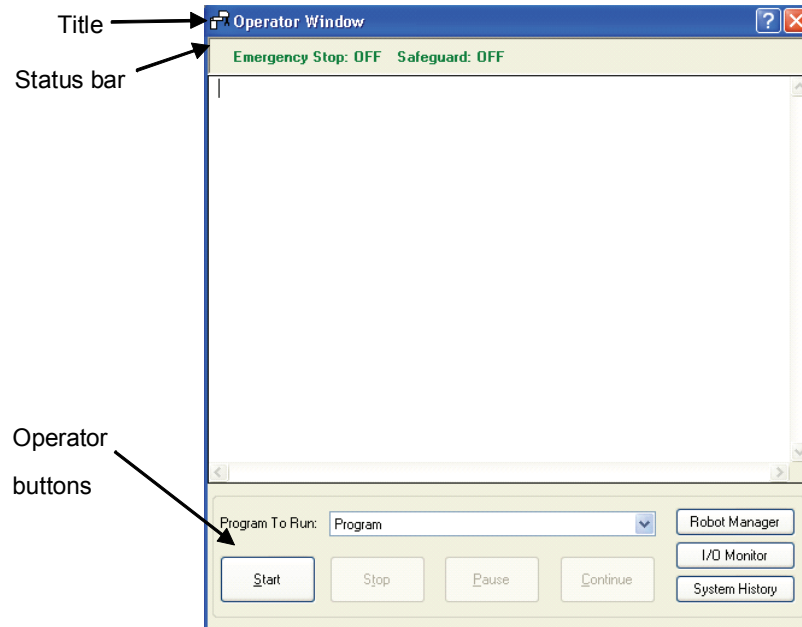 Title
Operator Window
Status bar
Emergency Stop: OFF Safeguard: OFF
Operator
buttons
Program To Run: Program
Robot Manager
I/O Monitor
Start Stop Pause Continue
System History